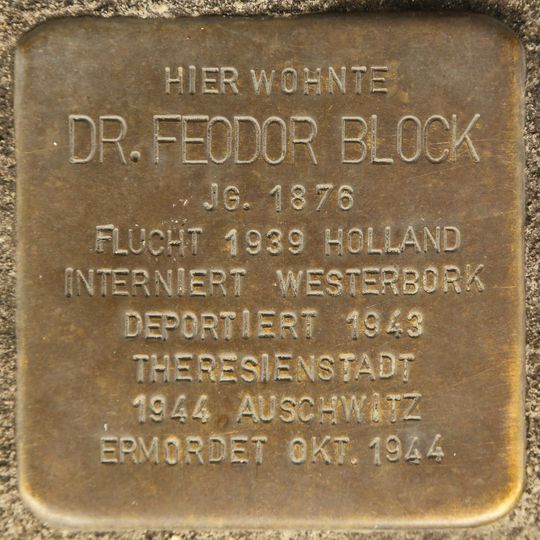 HIER WOHNTE
DR. FEODOR BLOCK
JG. 1876
FLUCHT 1939 HOLLAND
INTERNIERT WESTERBORK
DEPORTIERT 1943
THERESIENSTADT
1944 AUSCHWITZ
ERMORDET OKT. 1944